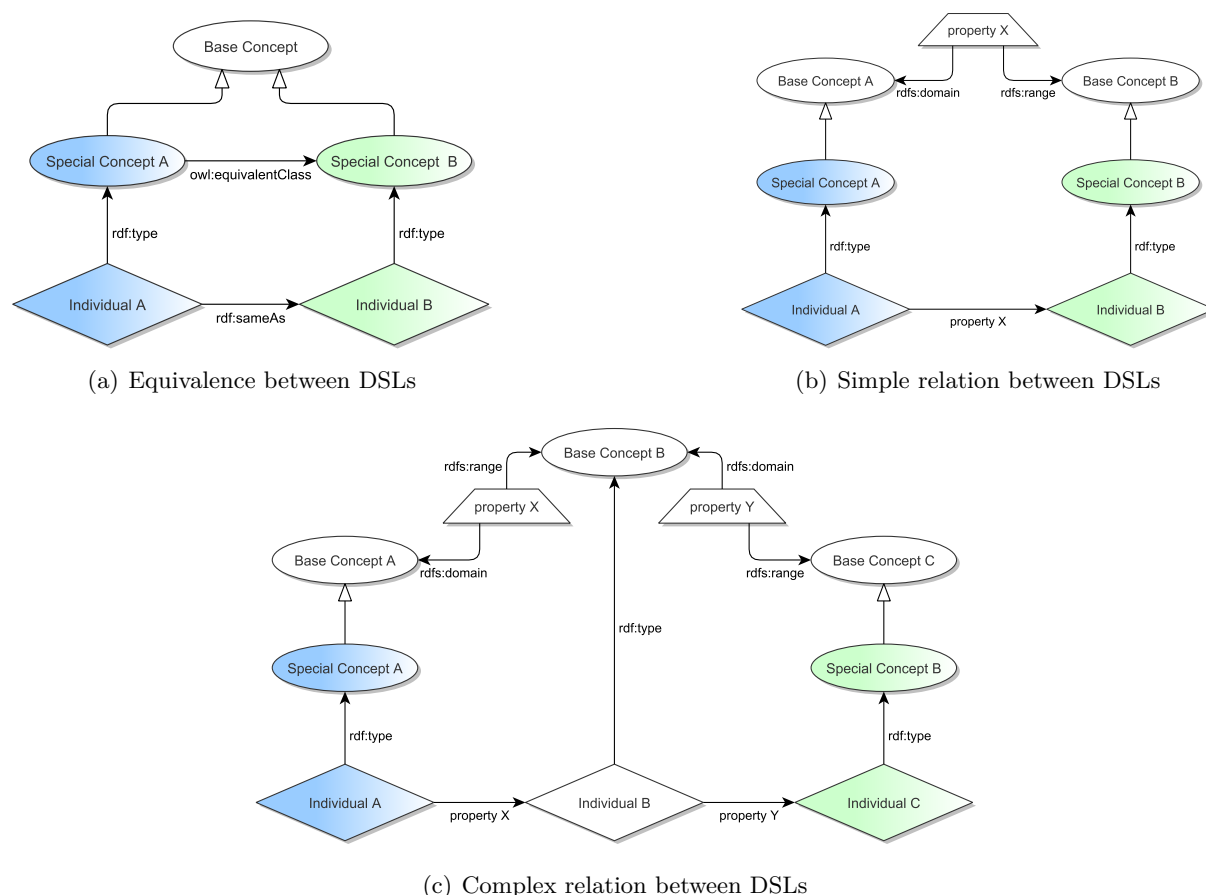 Base Concept
Special Concept A
Special Concept B
owl:equivalentClass
rdf:type
rdf:type
Individual A
Individual B
rdf:sameAs
(a) Equivalence between DSLs
property X
Base Concept A
Base Concept B
rdfs:domain
rdfs:range
Special Concept A
Special Concept B
rdf:type
rdf:type
Individual A
Individual B
property X
(b) Simple relation between DSLs
Base Concept B
rdfs:range
rdfs:domain
property X
property Y
Base Concept A
Base Concept C
rdfs:domain
rdfs:range
rdf:type
Special Concept A
Special Concept B
rdf:type
rdf:type
Individual A
Individual B
Individual C
property X
property Y
(c) Complex relation between DSLs